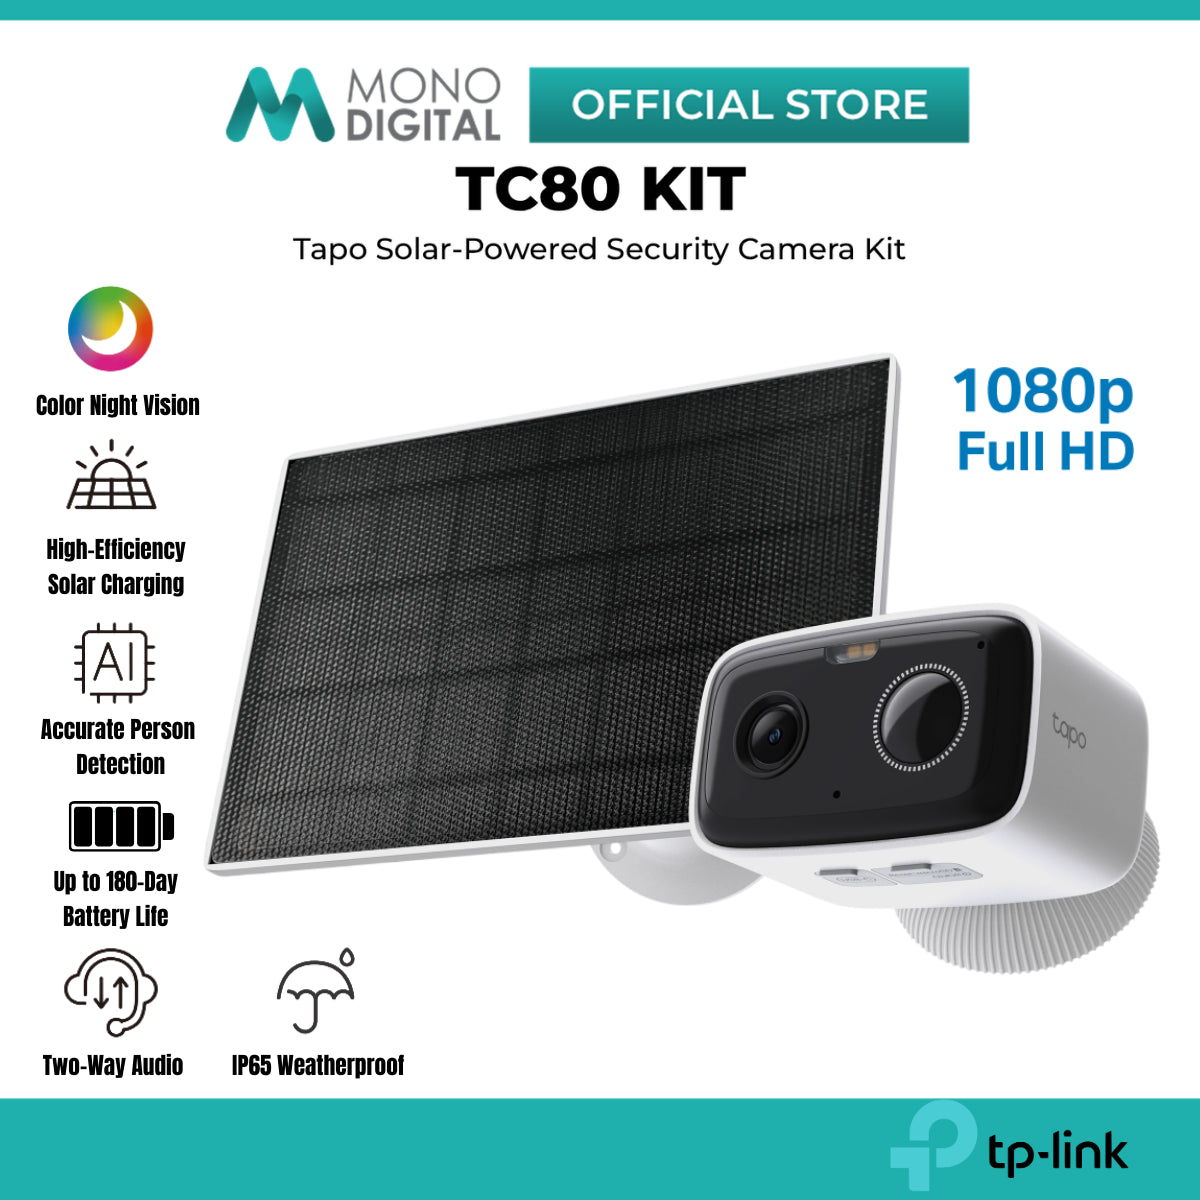 MONO
DIGITAL
OFFICIAL STORE
TC80 KIT
Tapo Solar-Powered Security Camera Kit
Color Night Vision
High-Efficiency
Solar Charging
AI
Accurate Person
Detection
Up to 180-Day
Battery Life
Two-Way Audio
IP65 Weatherproof
1080p
Full HD
tapo
tp-link